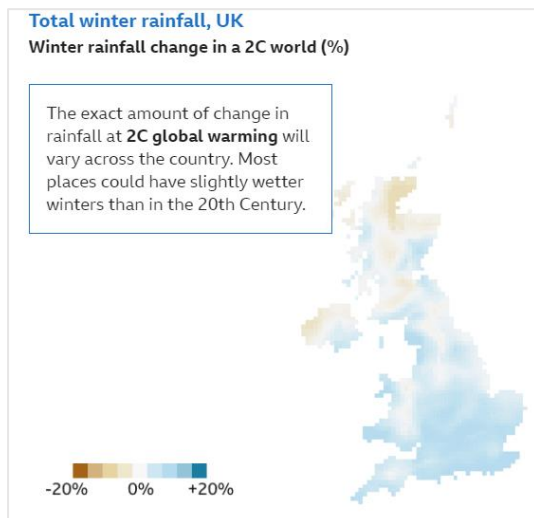 Total winter rainfall, UK
Winter rainfall change in a 2C world (%)
The exact amount of change in
rainfall at 2C global warming will
vary across the country. Most
places could have slightly wetter
winters than in the 20th Century.
-20% 0% +20%